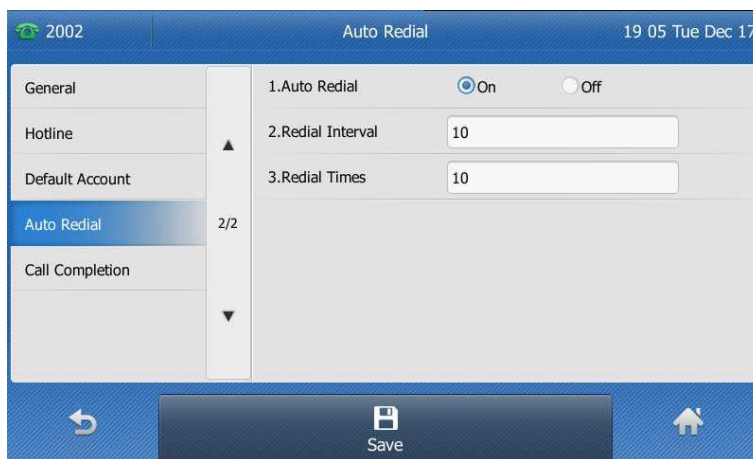 2002 Auto Redial 19 05 Tue Dec 17
General
Hotline
Default Account
Auto Redial
Call Completion
2/2
1.Auto Redial On Off
2.Redial Interval 10
3.Redial Times 10
Save